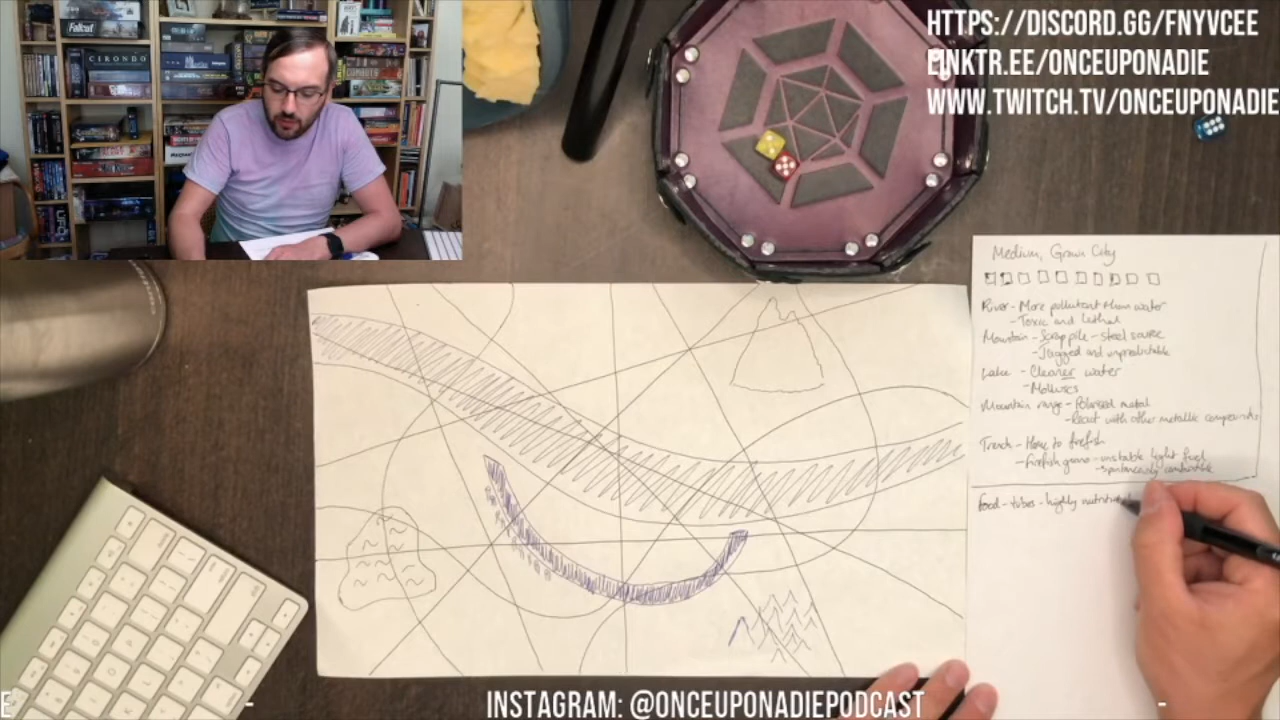 HTTPS://DISCORD.GG/FNYVCEE
LINKTR.EE/ONCEUPONADIE
WWW.TWITCH.TV/ONCEUPONADIE
Fallout
CIRONDO
Medium, Grown City
River - More pollutant than water
- Toxic and lethal
Mountain - Scrap pile - steel source
- Jagged and unpredictable
Lake - Cleaner water
- Molluscs
Mountain range - Polarised metal
- React with other metallic compounds
Trench - Home to firefish
- firefish guano - unstable light fuel
- spontaneously combustible
Food - tubes - highly
INSTAGRAM: @ONCEUPONADIEPODCAST